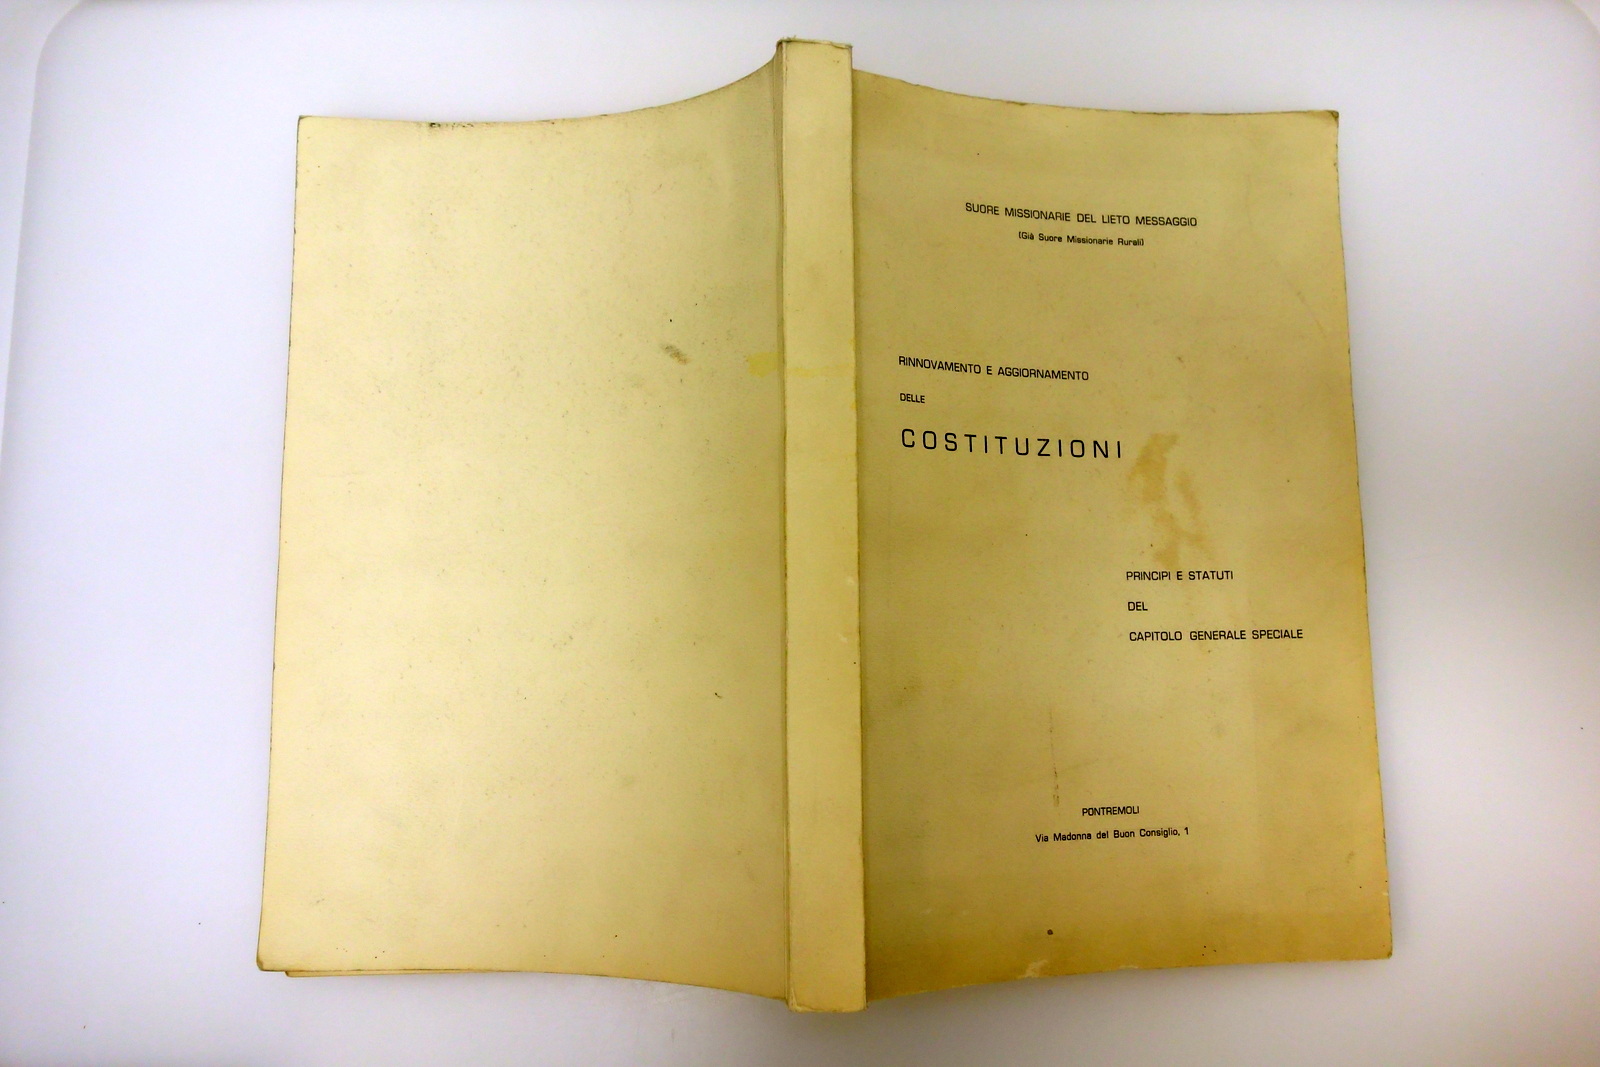 SUORE MISSIONARIE DEL LIETO MESSAGGIO
(Già Suore Missionarie Rurali)
RINNOVAMENTO E AGGIORNAMENTO
DELLE
COSTITUZIONI
PRINCIPI E STATUTI
DEL
CAPITOLO GENERALE SPECIALE
PONTREMOLI
Via Madonna del Buon Consiglio, 1